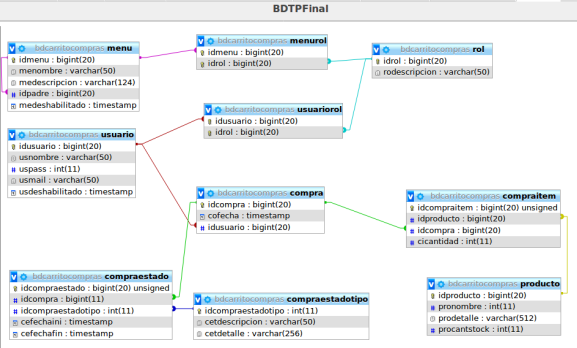 BDTPFinal
bdcarritocompras menu
idmenu : bigint(20)
menombre : varchar(50)
medescripcion : varchar(124)
idpadre : bigint(20)
medeshabilitado : timestamp
bdcarritocompras menurol
idmenu : bigint(20)
idrol : bigint(20)
bdcarritocompras rol
idrol : bigint(20)
rodescripcion : varchar(50)
bdcarritocompras usuario
idusuario : bigint(20)
usnombre : varchar(50)
uspass : int(11)
usmail : varchar(50)
usdeshabilitado : timestamp
bdcarritocompras usuariorol
idusuario : bigint(20)
idrol : bigint(20)
bdcarritocompras compra
idcompra : bigint(20)
cofecha : timestamp
idusuario : bigint(20)
bdcarritocompras compraitem
idcompraitem : bigint(20) unsigned
idproducto : bigint(20)
idcompra : bigint(20)
cicantidad : int(11)
bdcarritocompras compraestado
idcompraestado : bigint(20) unsigned
idcompra : bigint(11)
idcompraestadotipo : int(11)
cefechaini : timestamp
cefechafin : timestamp
bdcarritocompras compraestadotipo
idcompraestadotipo : int(11)
cetdescripcion : varchar(50)
cetdetalle : varchar(256)
bdcarritocompras producto
idproducto : bigint(20)
pronombre : int(11)
prodetalle : varchar(512)
procantstock : int(11)